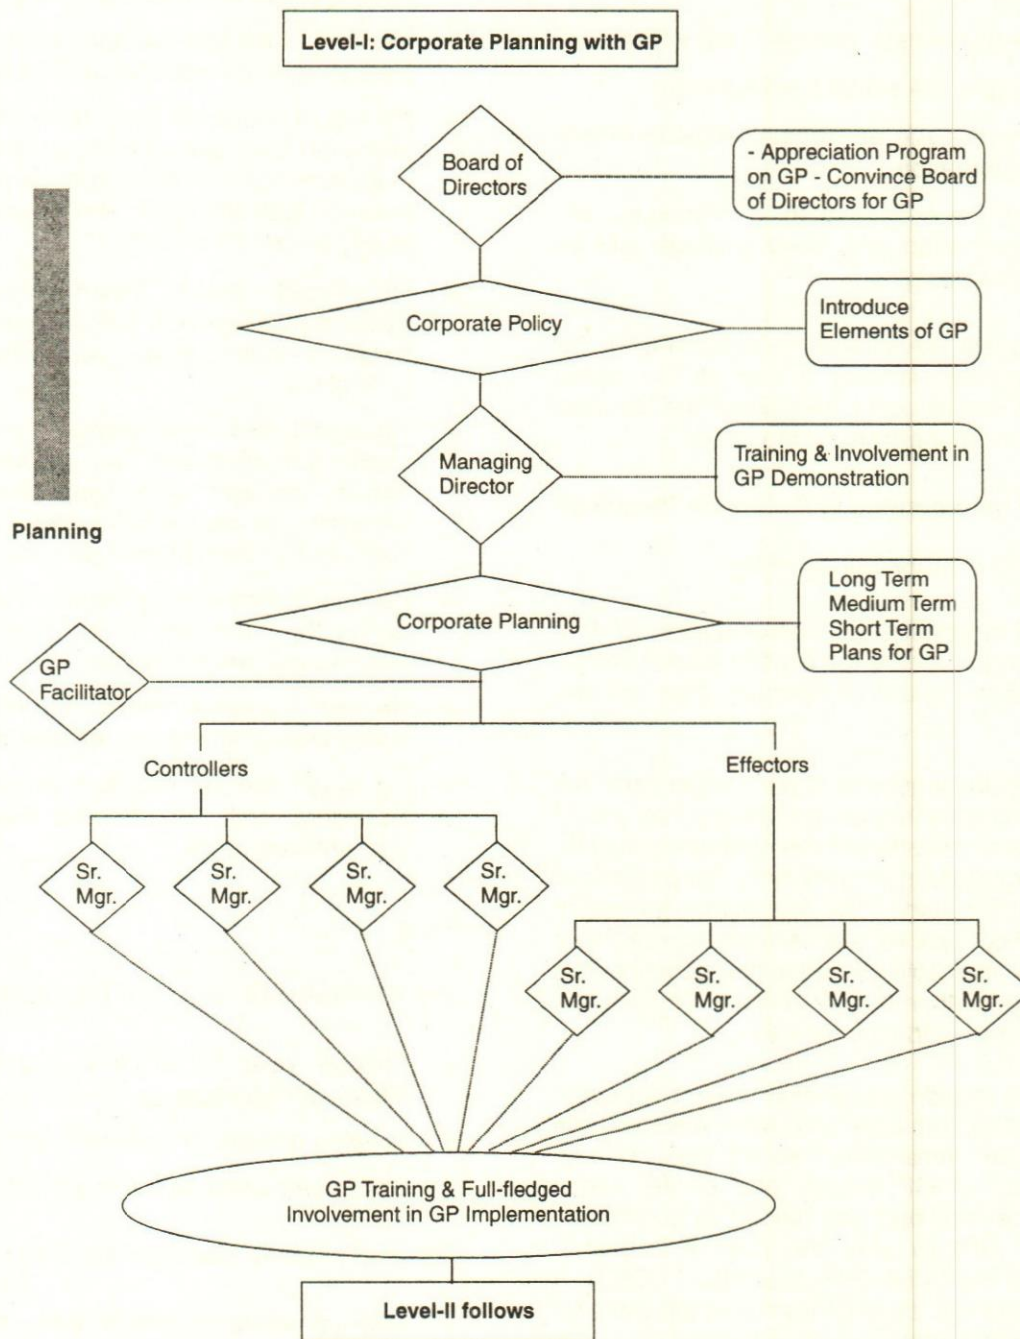 Level-I: Corporate Planning with GP
Board of
Directors
- Appreciation Program
on GP - Convince Board
of Directors for GP
Corporate Policy
Introduce
Elements of GP
Managing
Director
Training & Involvement in
GP Demonstration
Planning
Corporate Planning
Long Term
Medium Term
Short Term
Plans for GP
GP
Facilitator
Controllers
Effectors
Sr.
Mgr.
Sr.
Mgr.
Sr.
Mgr.
Sr.
Mgr.
Sr.
Mgr.
Sr.
Mgr.
Sr.
Mgr.
Sr.
Mgr.
GP Training & Full-fledged
Involvement in GP Implementation
Level-II follows